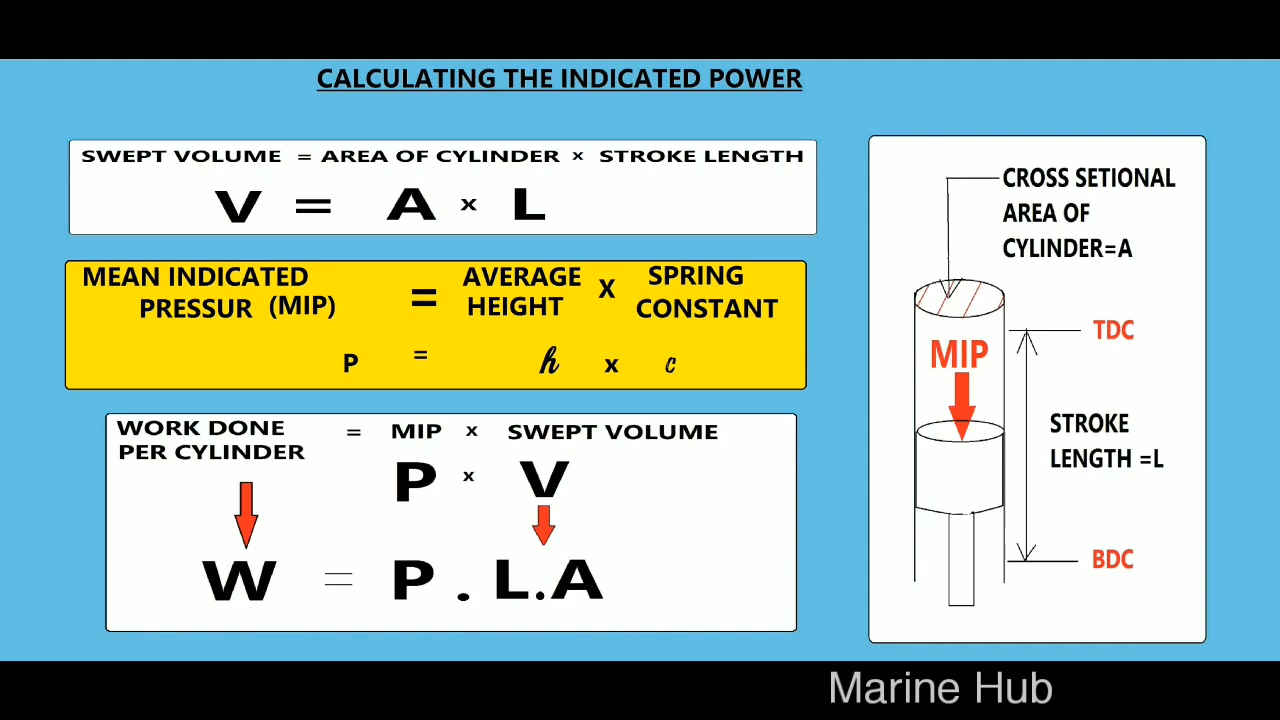 CALCULATING THE INDICATED POWER
SWEPT VOLUME = AREA OF CYLINDER x STROKE LENGTH
V = A x L
MEAN INDICATED PRESSUR (MIP) = AVERAGE HEIGHT X SPRING CONSTANT
P = h x c
WORK DONE PER CYLINDER = MIP x SWEPT VOLUME
P x V
W = P . L.A
CROSS SETIONAL
AREA OF
CYLINDER=A
TDC
MIP
STROKE
LENGTH =L
BDC
Marine Hub